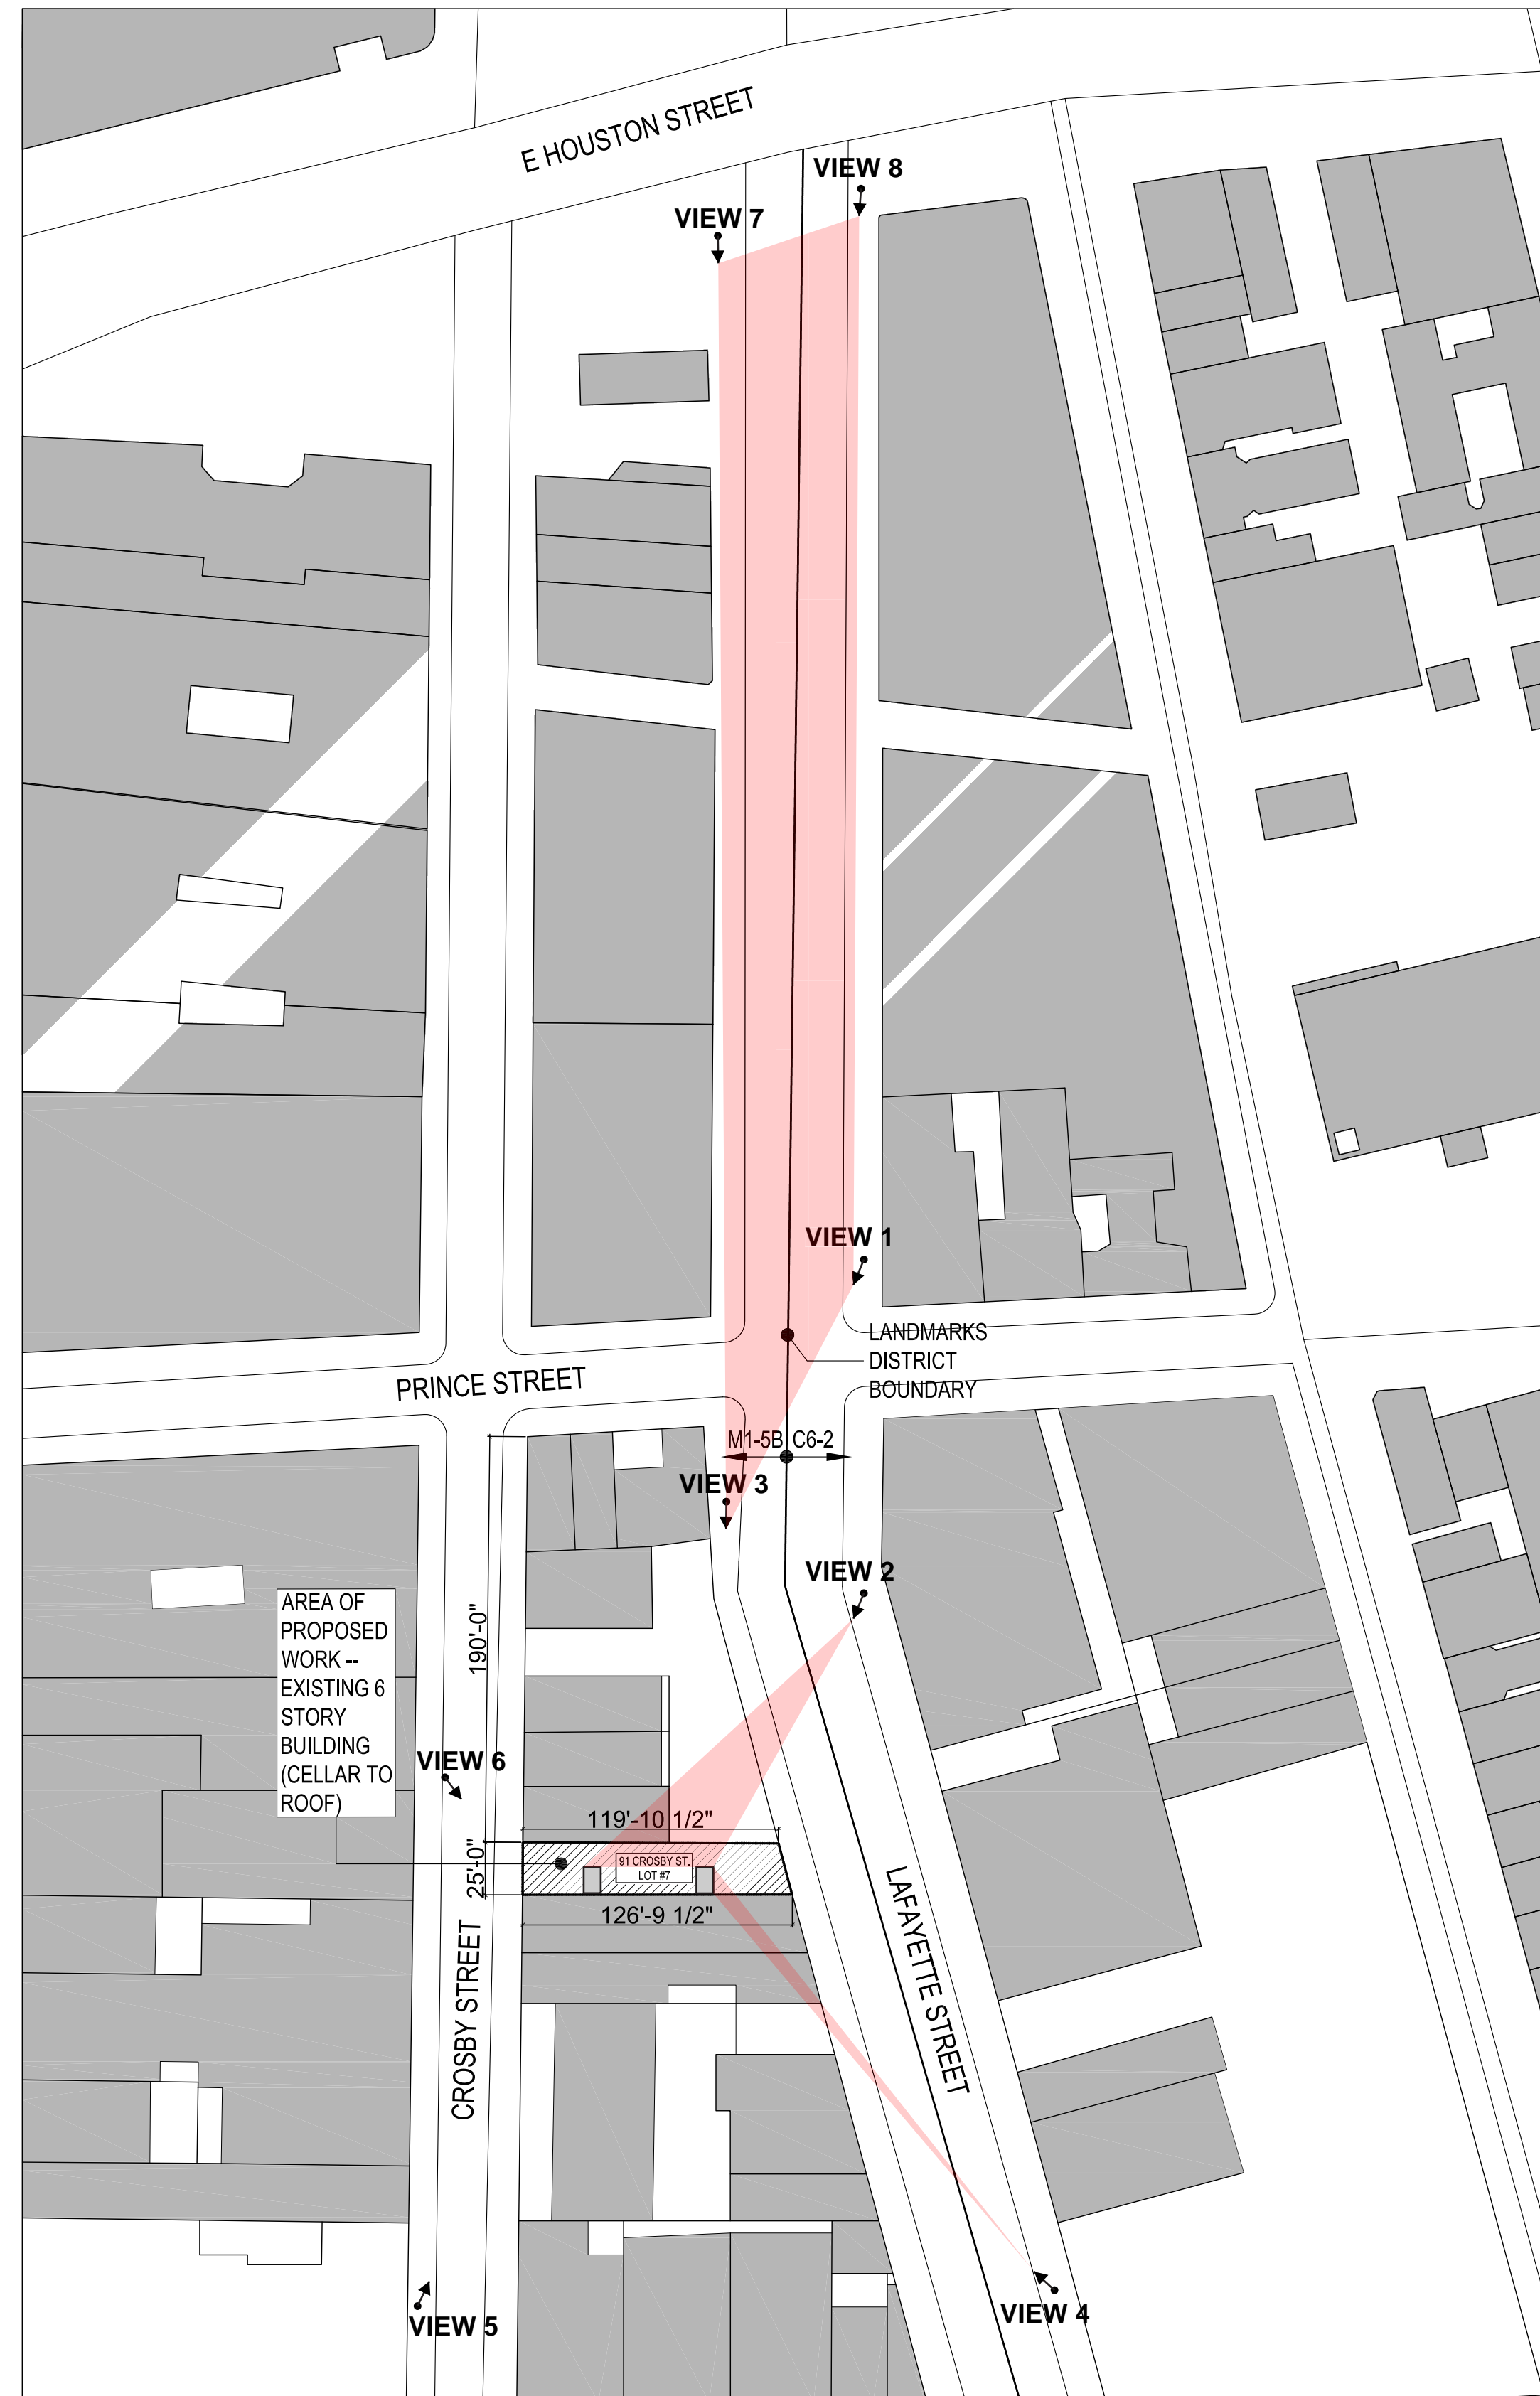 E HOUSTON STREET
VIEW 8
VIEW 7
VIEW 1
LANDMARKS
DISTRICT
BOUNDARY
PRINCE STREET
M1-5B C6-2
VIEW 3
VIEW 2
AREA OF
PROPOSED
WORK --
EXISTING 6
STORY
BUILDING
(CELLAR TO
ROOF)
190'-0"
VIEW 6
119'-10 1/2"
25'-0"
91 CROSBY ST.
LOT #7
126'-9 1/2"
CROSBY STREET
LAFAYETTE STREET
VIEW 4
VIEW 5